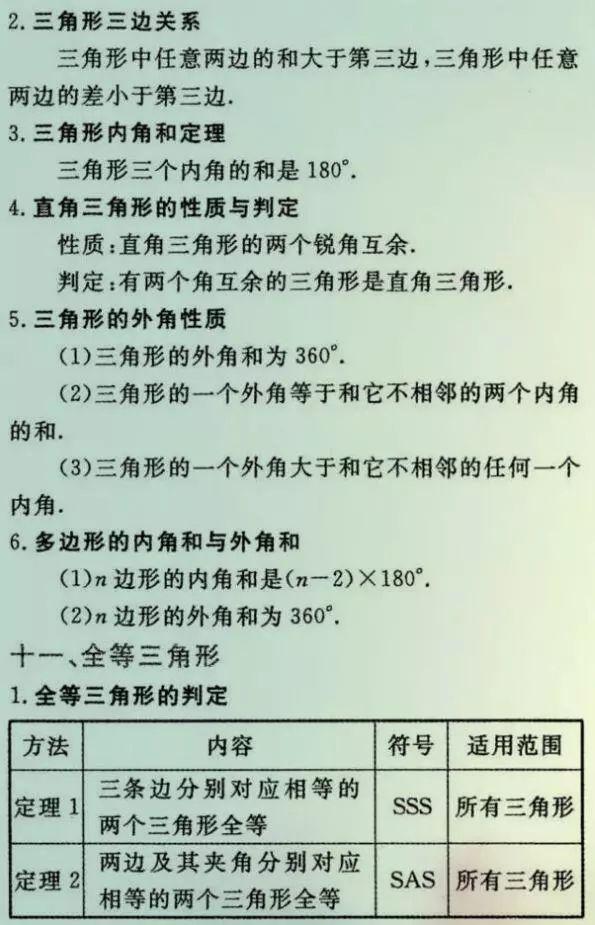 2.三角形三边关系
三角形中任意两边的和大于第三边,三角形中任意
两边的差小于第三边.
3.三角形内角和定理
三角形三个内角的和是180°.
4.直角三角形的性质与判定
性质:直角三角形的两个锐角互余.
判定:有两个角互余的三角形是直角三角形.
5.三角形的外角性质
(1)三角形的外角和为360°.
(2)三角形的一个外角等于和它不相邻的两个内角
的和.
(3)三角形的一个外角大于和它不相邻的任何一个
内角.
6.多边形的内角和与外角和
(1)n边形的内角和是(n-2)×180°.
(2)n边形的外角和为360°.
十一、全等三角形
1.全等三角形的判定
方法 内容 符号 适用范围
定理1 三条边分别对应相等的 SSS 所有三角形
两个三角形全等
定理2 两边及其夹角分别对应 SAS 所有三角形
相等的两个三角形全等